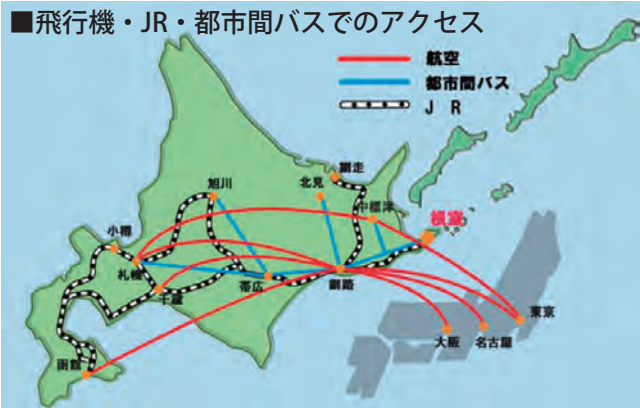 ■飛行機・JR・都市間バスでのアクセス
航空
都市間バス
J R
網走
旭川
北見
中標津
根室
小樽
札幌
千歳
帯広
釧路
函館
大阪
名古屋
東京